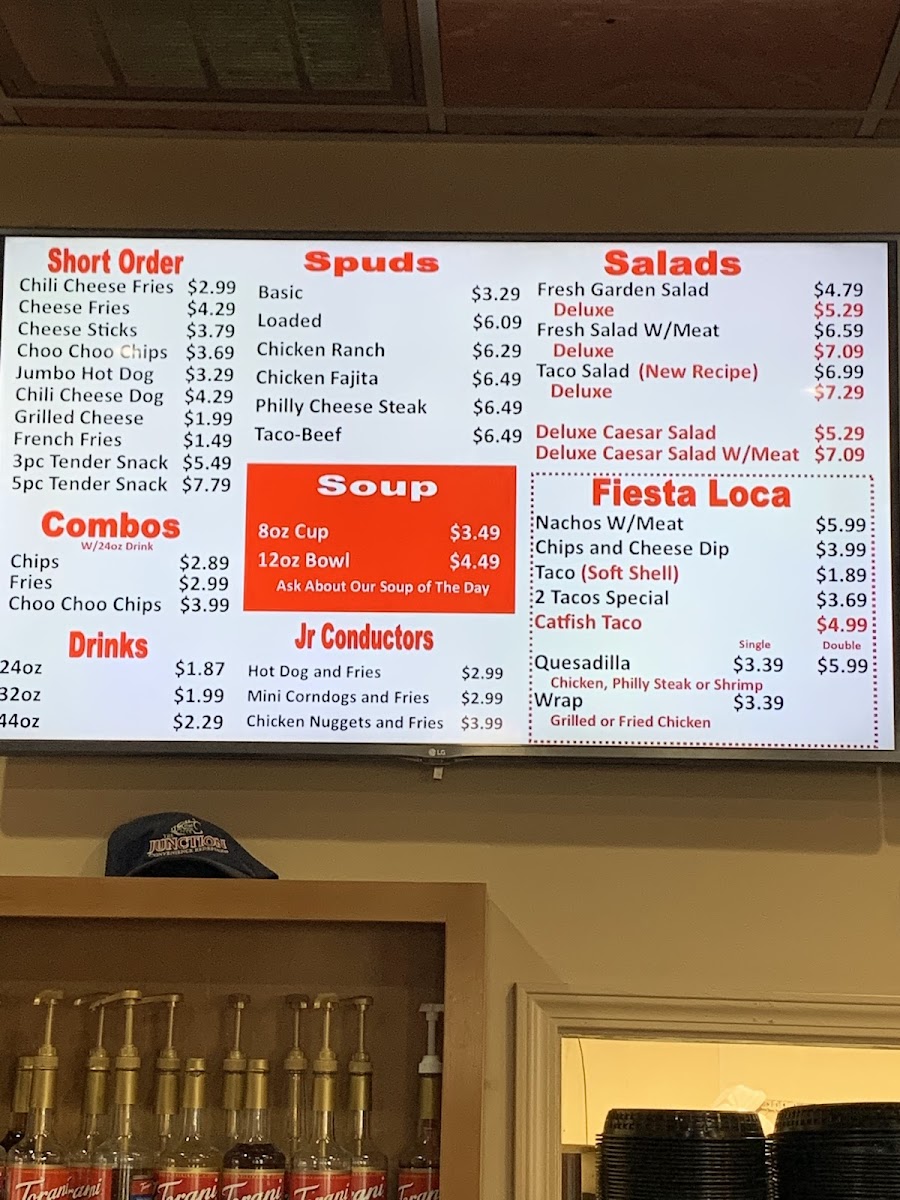 Short Order
Chili Cheese Fries $2.99
Cheese Fries $4.29
Cheese Sticks $3.79
Choo Choo Chips $3.69
Jumbo Hot Dog $3.29
Chili Cheese Dog $4.29
Grilled Cheese $1.99
French Fries $1.49
3pc Tender Snack $5.49
5pc Tender Snack $7.79
Combos
W/24oz Drink
Chips $2.89
Fries $2.99
Choo Choo Chips $3.99
Drinks
24oz $1.87
32oz $1.99
44oz $2.29
Spuds
Basic $3.29
Loaded $6.09
Chicken Ranch $6.29
Chicken Fajita $6.49
Philly Cheese Steak $6.49
Taco-Beef $6.49
Soup
8oz Cup $3.49
12oz Bowl $4.49
Ask About Our Soup of The Day
Jr Conductors
Hot Dog and Fries $2.99
Mini Corndogs and Fries $2.99
Chicken Nuggets and Fries $3.99
Salads
Fresh Garden Salad $4.79
Deluxe $5.29
Fresh Salad W/Meat $6.59
Deluxe $7.09
Taco Salad (New Recipe) $6.99
Deluxe $7.29
Deluxe Caesar Salad $5.29
Deluxe Caesar Salad W/Meat $7.09
Fiesta Loca
Nachos W/Meat $5.99
Chips and Cheese Dip $3.99
Taco (Soft Shell) $1.89
2 Tacos Special $3.69
Catfish Taco $4.99
Single Double
Quesadilla $3.39 $5.99
Chicken, Philly Steak or Shrimp
Wrap $3.39
Grilled or Fried Chicken
LG
JUNCTION
Torani Torani Torani Torani Torani Torani Torani